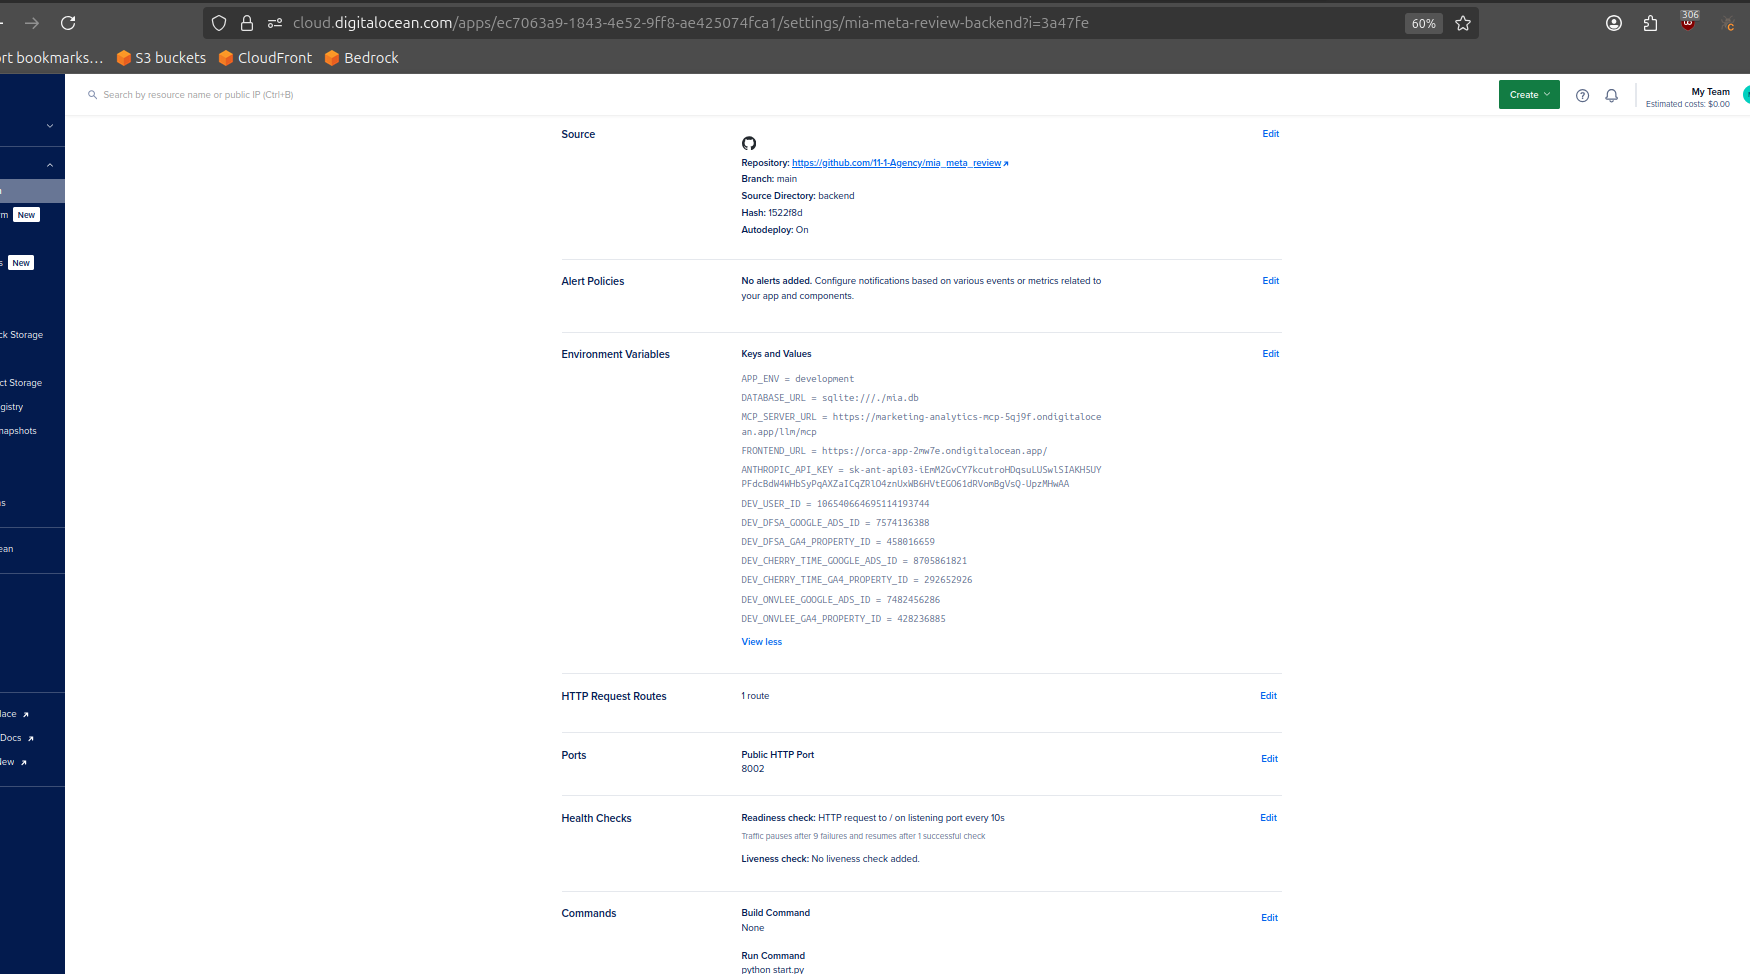 cloud.digitalocean.com/apps/ec7063a9-1843-4e52-9ff8-ae425074fca1/settings/mia-meta-review-backend?i=3a47fe
60%
306
rt bookmarks...
S3 buckets
CloudFront
Bedrock
Search by resource name or public IP (Ctrl+B)
Create
My Team
Estimated costs: $0.00
New
New
ck Storage
ct Storage
gistry
napshots
ean
lace
Docs
New
Source
Edit
Repository: https://github.com/11-1-Agency/mia_meta_review
Branch: main
Source Directory: backend
Hash: 1522f8d
Autodeploy: On
Alert Policies
No alerts added. Configure notifications based on various events or metrics related to
your app and components.
Edit
Environment Variables
Keys and Values
Edit
APP_ENV = development
DATABASE_URL = sqlite:///./mia.db
MCP_SERVER_URL = https://marketing-analytics-mcp-5qj9f.ondigitaloce
an.app/llm/mcp
FRONTEND_URL = https://orca-app-2mw7e.ondigitalocean.app/
ANTHROPIC_API_KEY =
DEV_USER_ID = 106540664695114193744
DEV_DFSA_GOOGLE_ADS_ID = 7574136388
DEV_DFSA_GA4_PROPERTY_ID = 458016659
DEV_CHERRY_TIME_GOOGLE_ADS_ID = 8705861821
DEV_CHERRY_TIME_GA4_PROPERTY_ID = 292652926
DEV_ONVLEE_GOOGLE_ADS_ID = 7482456286
DEV_ONVLEE_GA4_PROPERTY_ID = 428236885
View less
HTTP Request Routes
1 route
Edit
Ports
Public HTTP Port
8002
Edit
Health Checks
Readiness check: HTTP request to / on listening port every 10s
Traffic pauses after 9 failures and resumes after 1 successful check
Liveness check: No liveness check added.
Edit
Commands
Build Command
None
Edit
Run Command
python start.py